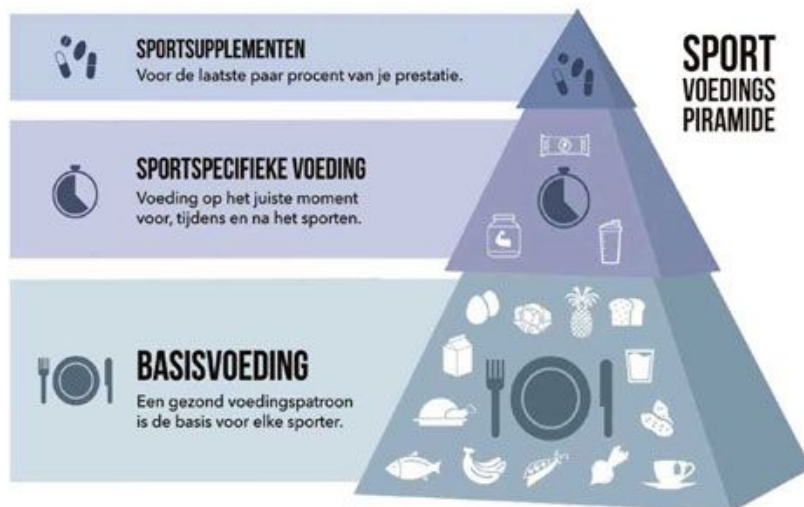 SPORT
VOEDINGS
PIRAMIDE
SPORTSUPPLEMENTEN
Voor de laatste paar procent van je prestatie.
SPORTSPECIFIEKE VOEDING
Voeding op het juiste moment
voor, tijdens en na het sporten.
BASISVOEDING
Een gezond voedingspatroon
is de basis voor elke sporter.